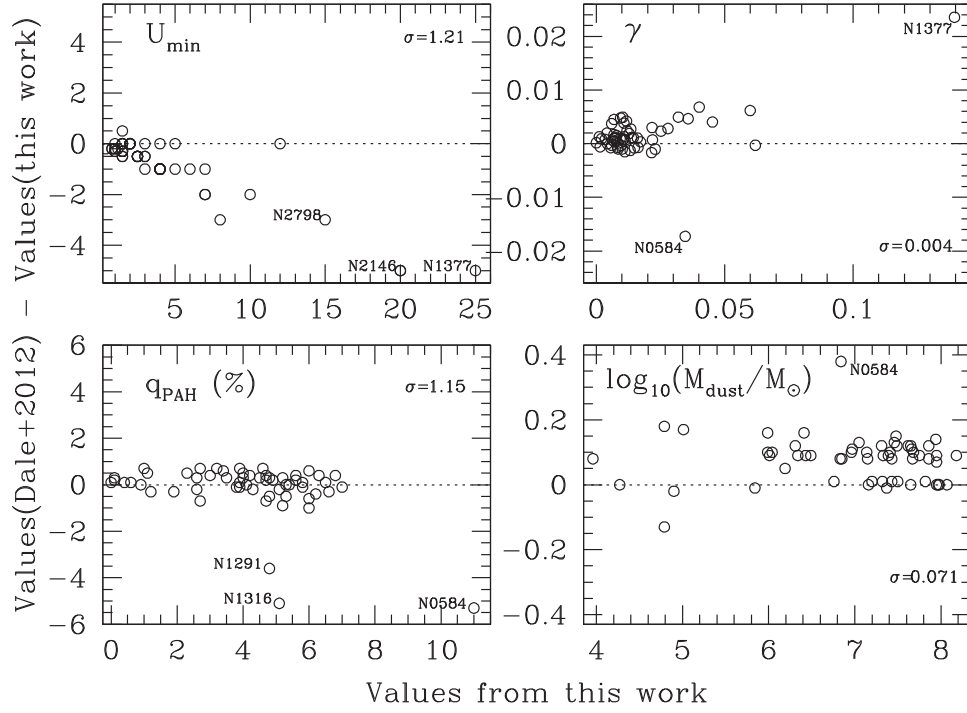 Values(Dale+2012) − Values(this work)
U_min
σ=1.21
4
2
0
−2
−4
N2798
N2146
N1377
5 10 15 20 25
γ
N1377
0.02
0.01
0
−0.01
−0.02
N0584
σ=0.004
0 0.05 0.1
q_PAH (%)
σ=1.15
6
4
2
0
−2
−4
−6
N1291
N1316
N0584
0 2 4 6 8 10
log₁₀(M_dust/M_⊙)
N0584
0.4
0.2
0
−0.2
−0.4
σ=0.071
4 5 6 7 8
Values from this work